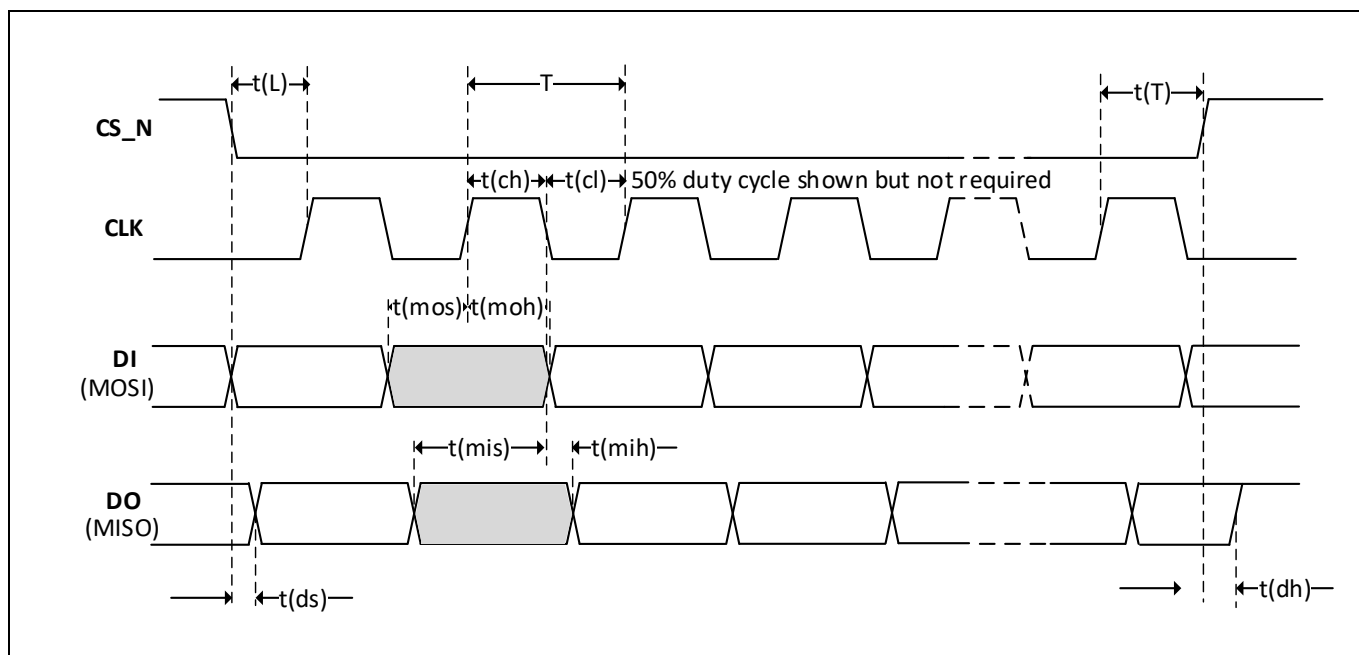 t(L)
T
t(T)
CS_N
t(ch)
t(cl)
50% duty cycle shown but not required
CLK
t(mos)
t(moh)
DI
(MOSI)
t(mis)
t(mih)
DO
(MISO)
t(ds)
t(dh)